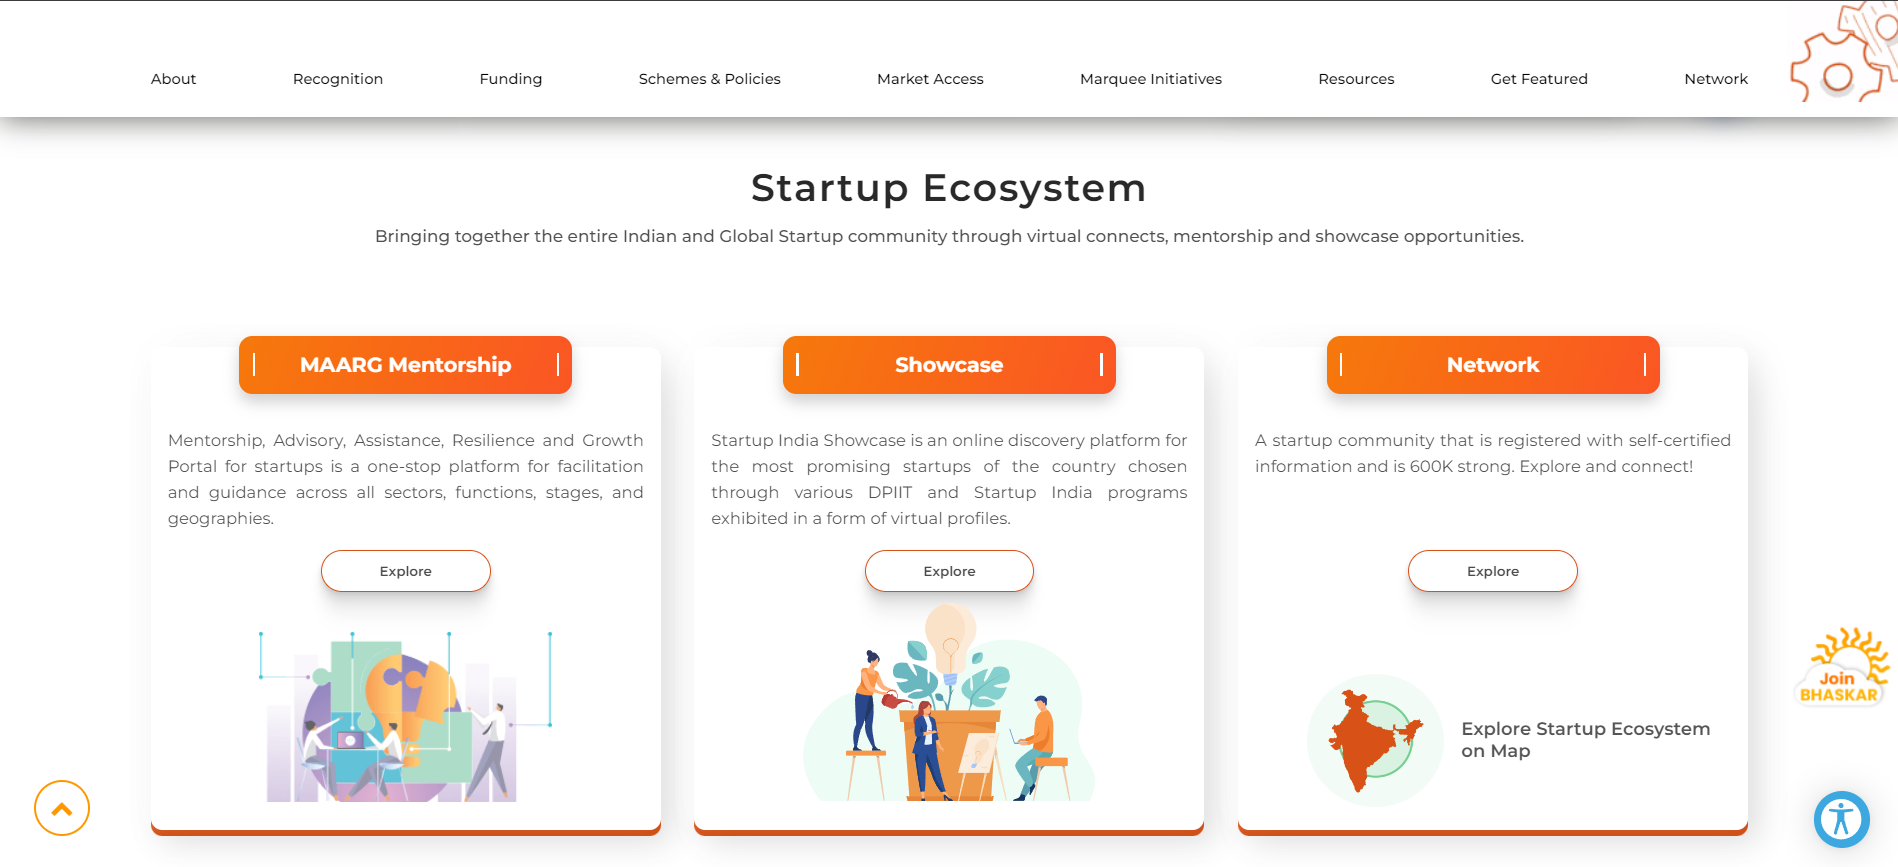 About
Recognition
Funding
Schemes & Policies
Market Access
Marquee Initiatives
Resources
Get Featured
Network
Startup Ecosystem
Bringing together the entire Indian and Global Startup community through virtual connects, mentorship and showcase opportunities.
MAARG Mentorship
Mentorship, Advisory, Assistance, Resilience and Growth
Portal for startups is a one-stop platform for facilitation
and guidance across all sectors, functions, stages, and
geographies.
Explore
Showcase
Startup India Showcase is an online discovery platform for
the most promising startups of the country chosen
through various DPIIT and Startup India programs
exhibited in a form of virtual profiles.
Explore
Network
A startup community that is registered with self-certified
information and is 600K strong. Explore and connect!
Explore
Explore Startup Ecosystem
on Map
Join
BHASKAR